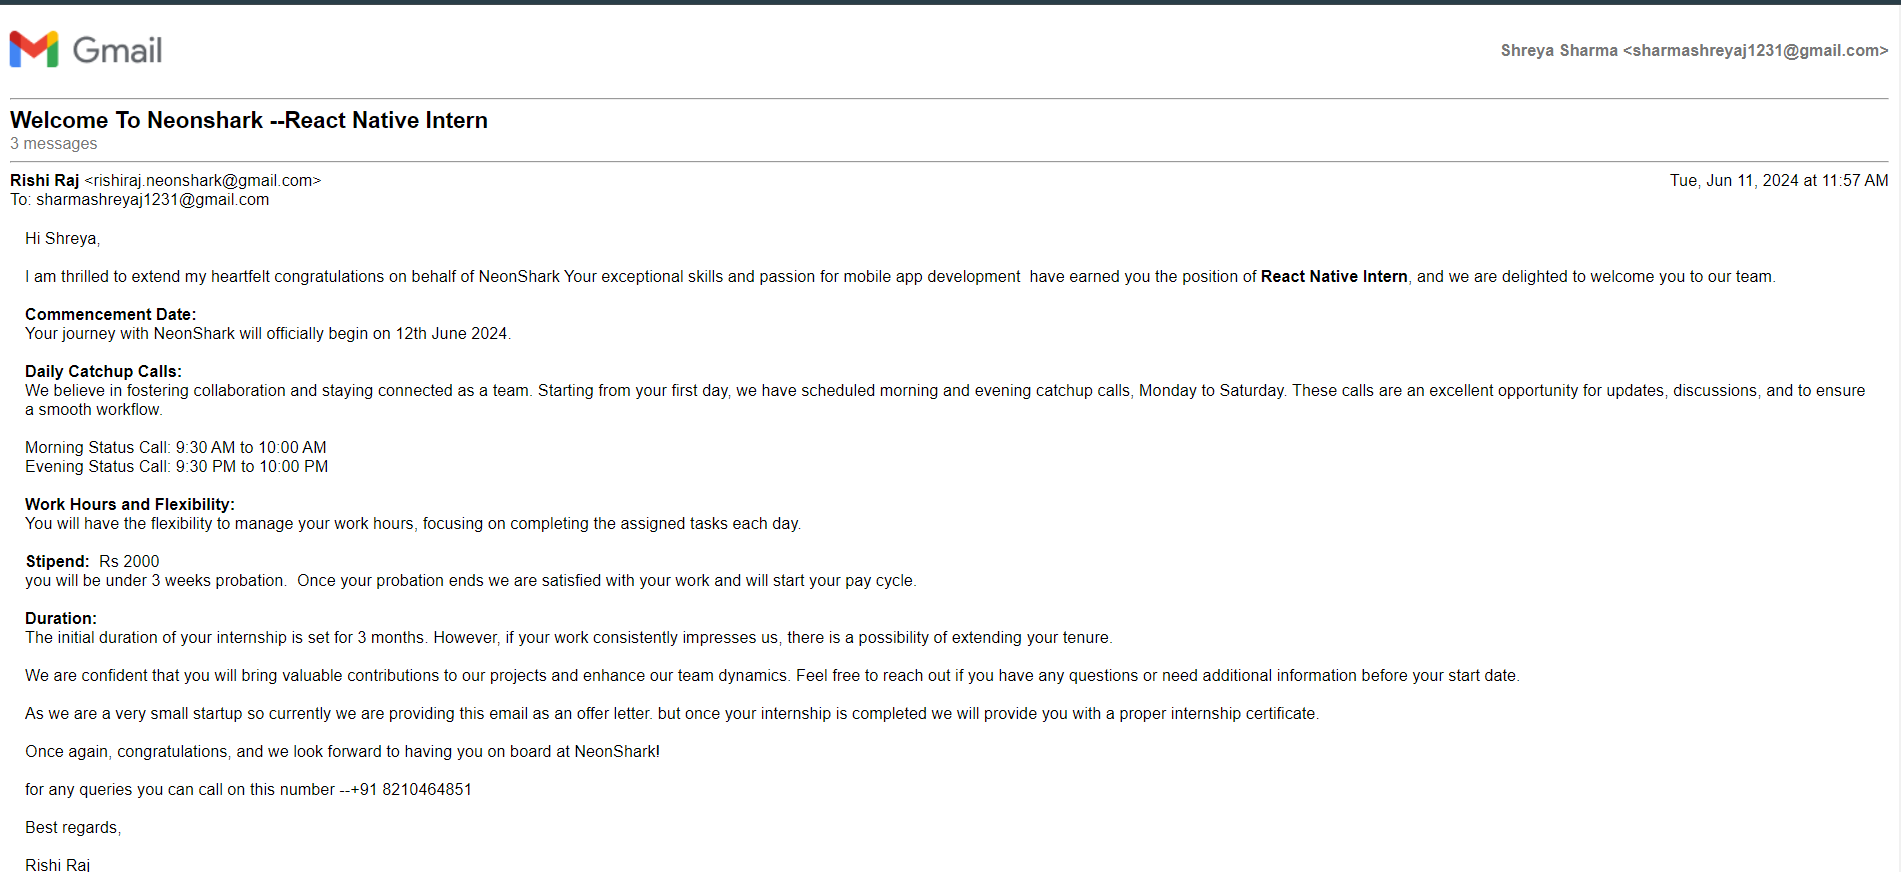 Gmail
Shreya Sharma <sharmashreyaj1231@gmail.com>
Welcome To Neonshark --React Native Intern
3 messages
Rishi Raj <rishiraj.neonshark@gmail.com>
Tue, Jun 11, 2024 at 11:57 AM
To: sharmashreyaj1231@gmail.com
Hi Shreya,
I am thrilled to extend my heartfelt congratulations on behalf of NeonShark Your exceptional skills and passion for mobile app development  have earned you the position of React Native Intern, and we are delighted to welcome you to our team.
Commencement Date:
Your journey with NeonShark will officially begin on 12th June 2024.
Daily Catchup Calls:
We believe in fostering collaboration and staying connected as a team. Starting from your first day, we have scheduled morning and evening catchup calls, Monday to Saturday. These calls are an excellent opportunity for updates, discussions, and to ensure
a smooth workflow.
Morning Status Call: 9:30 AM to 10:00 AM
Evening Status Call: 9:30 PM to 10:00 PM
Work Hours and Flexibility:
You will have the flexibility to manage your work hours, focusing on completing the assigned tasks each day.
Stipend:  Rs 2000
you will be under 3 weeks probation.  Once your probation ends we are satisfied with your work and will start your pay cycle.
Duration:
The initial duration of your internship is set for 3 months. However, if your work consistently impresses us, there is a possibility of extending your tenure.
We are confident that you will bring valuable contributions to our projects and enhance our team dynamics. Feel free to reach out if you have any questions or need additional information before your start date.
As we are a very small startup so currently we are providing this email as an offer letter. but once your internship is completed we will provide you with a proper internship certificate.
Once again, congratulations, and we look forward to having you on board at NeonShark!
for any queries you can call on this number --+91 8210464851
Best regards,
Rishi Raj